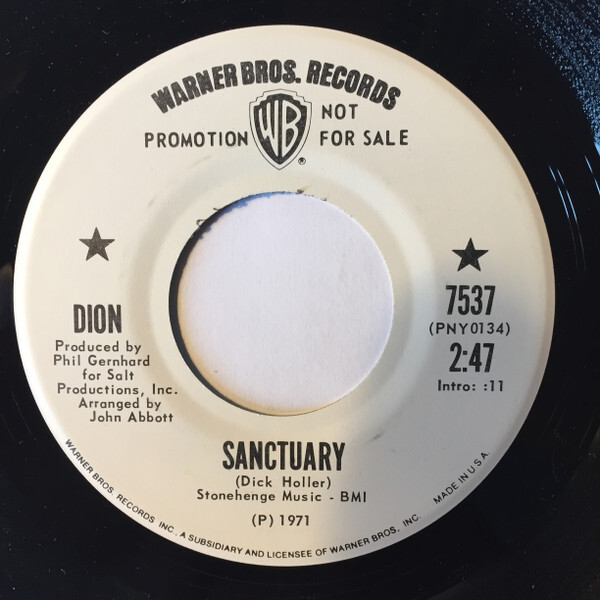 WARNER BROS. RECORDS
WB
®
PROMOTION
NOT
FOR SALE
★
★
DION
Produced by
Phil Gernhard
for Salt
Productions, Inc.
Arranged by
John Abbott
7537
(PNY0134)
2:47
Intro: :11
SANCTUARY
(Dick Holler)
Stonehenge Music - BMI
(P) 1971
WARNER BROS. RECORDS INC., A SUBSIDIARY AND LICENSEE OF WARNER BROS. INC.
MADE IN U.S.A.